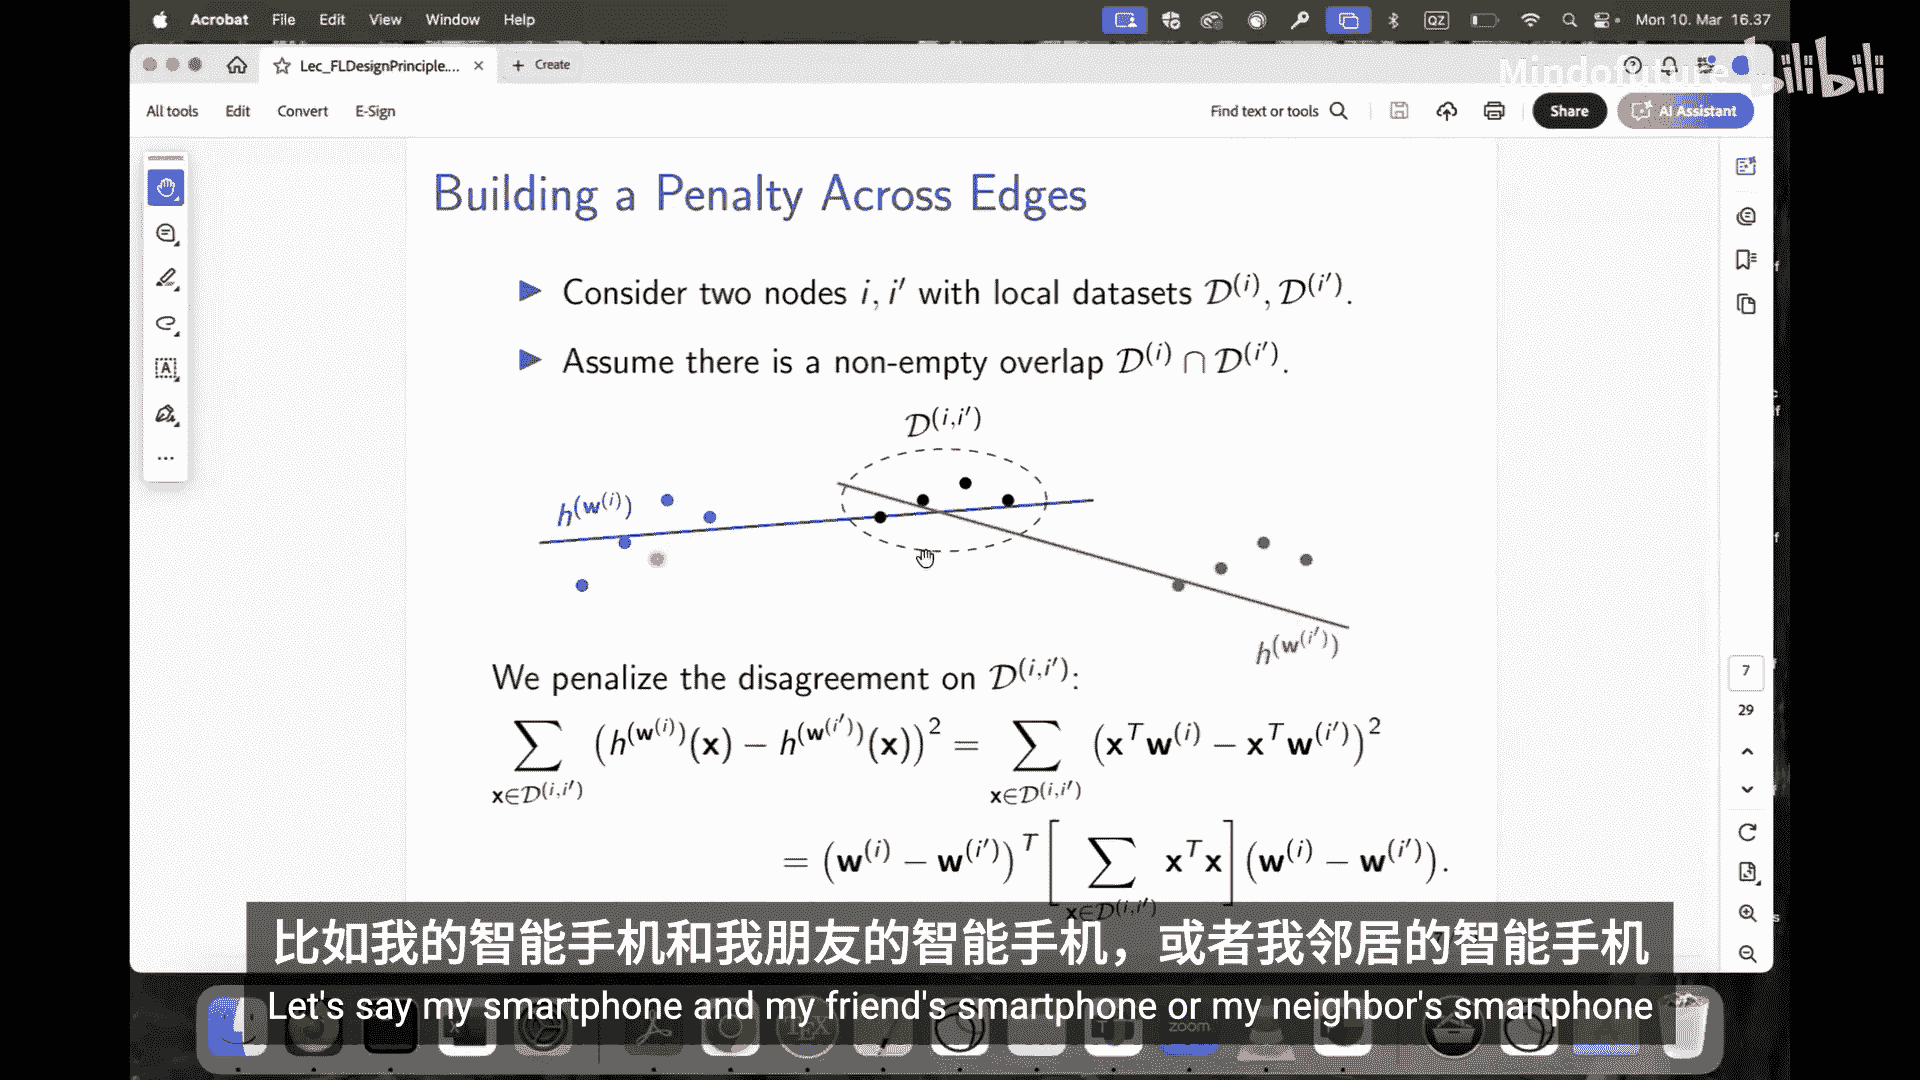 Acrobat File Edit View Window Help QZ Mon 10. Mar 16.37
Lec_FLDesignPrinciple.... Create
Mindofuture bilibili
All tools Edit Convert E-Sign Find text or tools Share AI Assistant
Building a Penalty Across Edges
Consider two nodes i, i′ with local datasets 𝒟^(i), 𝒟^(i′).
Assume there is a non-empty overlap 𝒟^(i) ∩ 𝒟^(i′).
𝒟^(i,i′)
h^(w^(i))
h^(w^(i′))
We penalize the disagreement on 𝒟^(i,i′):
∑_{x∈𝒟^(i,i′)} (h^(w^(i))(x) − h^(w^(i′))(x))² = ∑_{x∈𝒟^(i,i′)} (x^T w^(i) − x^T w^(i′))²
= (w^(i) − w^(i′))^T [∑_{x∈𝒟^(i,i′)} x^T x] (w^(i) − w^(i′)).
7
29
比如我的智能手机和我朋友的智能手机，或者我邻居的智能手机
Let's say my smartphone and my friend's smartphone or my neighbor's smartphone
zoom